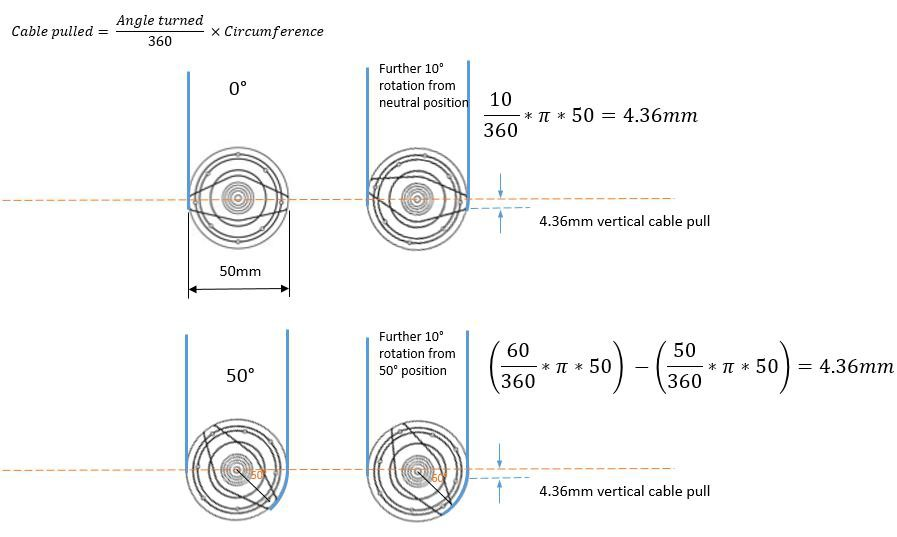 Cable pulled = Angle turned / 360 × Circumference
0°
Further 10°
rotation from
neutral position
10/360 * π * 50 = 4.36mm
4.36mm vertical cable pull
50mm
50°
Further 10°
rotation from
50° position
(60/360 * π * 50) − (50/360 * π * 50) = 4.36mm
50°
60°
4.36mm vertical cable pull